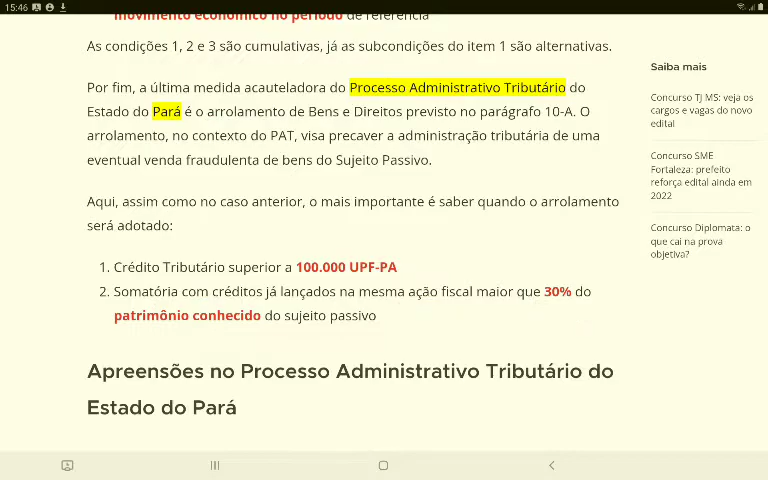 15:46
movimento econômico no período de referência
As condições 1, 2 e 3 são cumulativas, já as subcondições do item 1 são alternativas.
Por fim, a última medida acauteladora do Processo Administrativo Tributário do
Estado do Pará é o arrolamento de Bens e Direitos previsto no parágrafo 10-A. O
arrolamento, no contexto do PAT, visa precaver a administração tributária de uma
eventual venda fraudulenta de bens do Sujeito Passivo.
Aqui, assim como no caso anterior, o mais importante é saber quando o arrolamento
será adotado:
1. Crédito Tributário superior a 100.000 UPF-PA
2. Somatória com créditos já lançados na mesma ação fiscal maior que 30% do
patrimônio conhecido do sujeito passivo
Apreensões no Processo Administrativo Tributário do
Estado do Pará
Saiba mais
Concurso TJ MS: veja os
cargos e vagas do novo
edital
Concurso SME
Fortaleza: prefeito
reforça edital ainda em
2022
Concurso Diplomata: o
que cai na prova
objetiva?